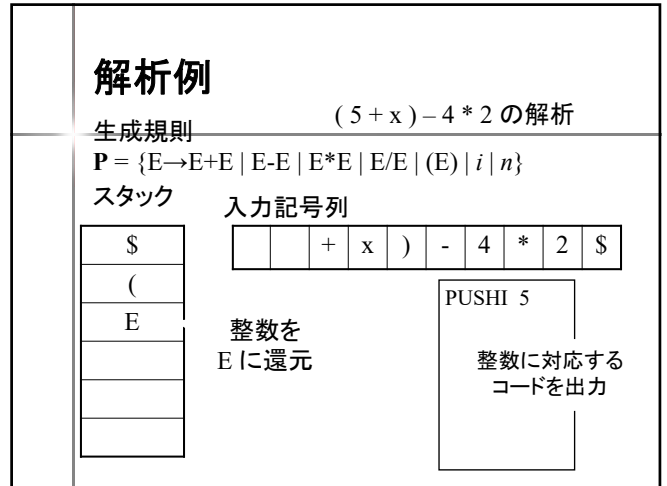 解析例
( 5 + x ) – 4 * 2 の解析
生成規則
P = {E→E+E | E-E | E*E | E/E | (E) | i | n}
スタック
入力記号列
$
(
E
+ x ) - 4 * 2 $
整数を
E に還元
PUSHI 5
整数に対応する
コードを出力